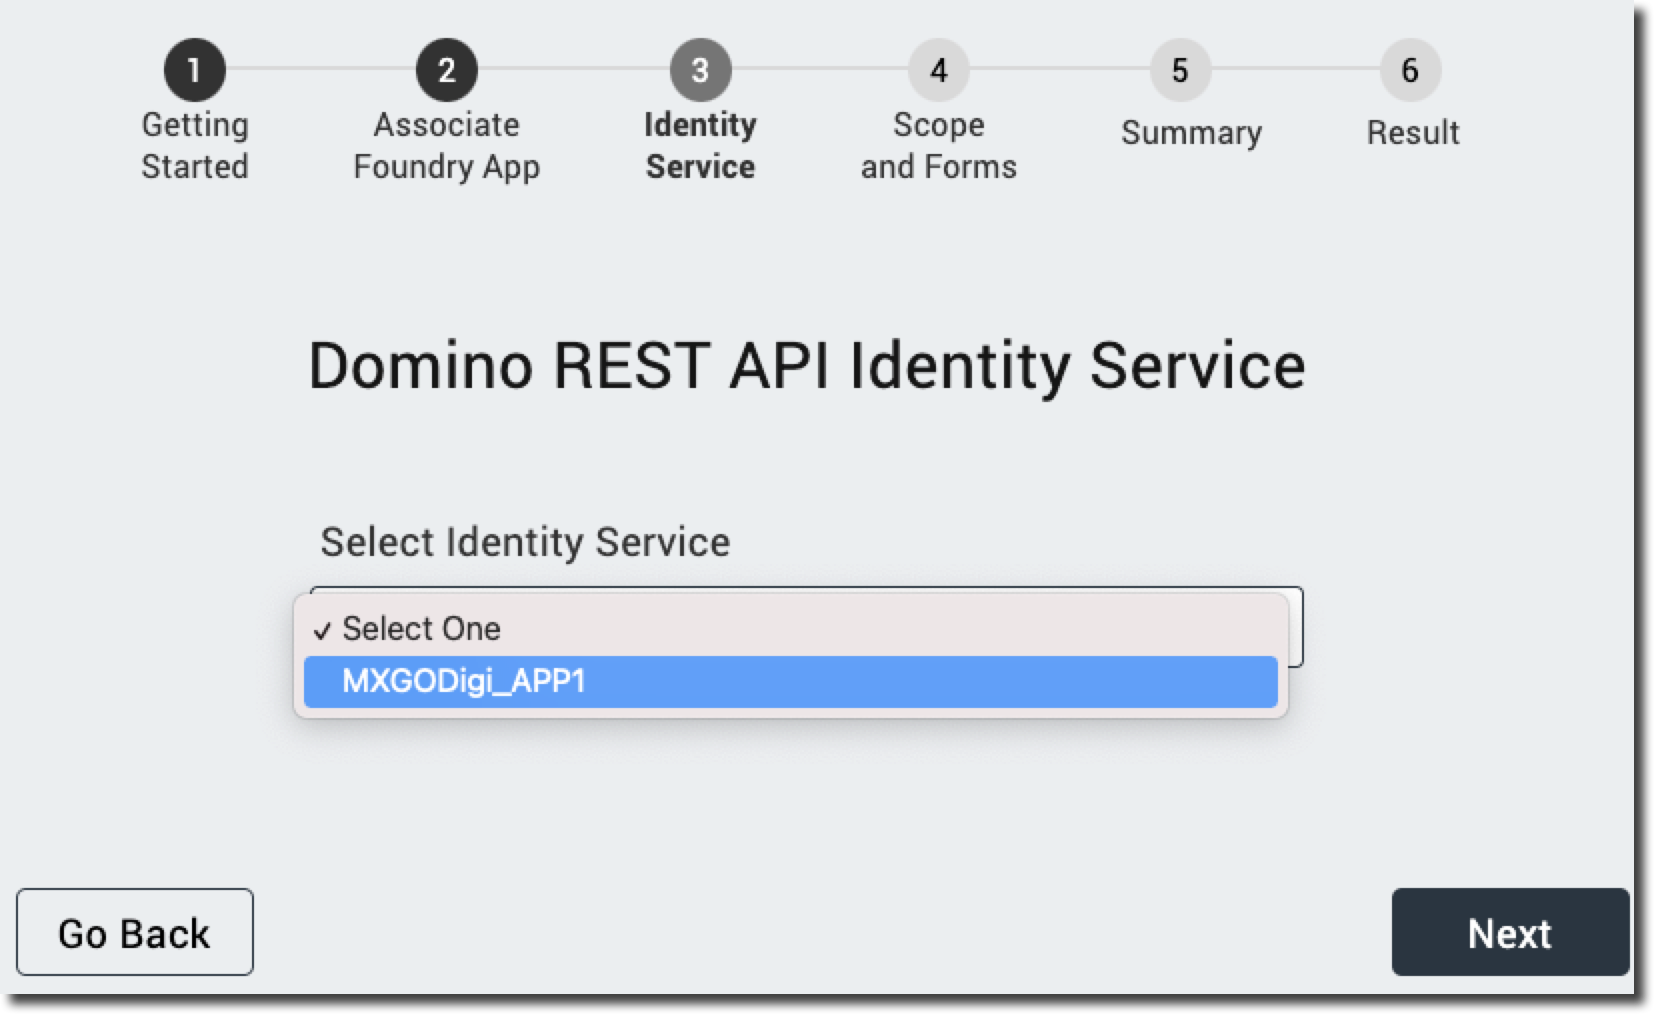 1 2 3 4 5 6
Getting Started
Associate Foundry App
Identity Service
Scope and Forms
Summary
Result
Domino REST API Identity Service
Select Identity Service
✓ Select One
MXGODigi_APP1
Go Back
Next